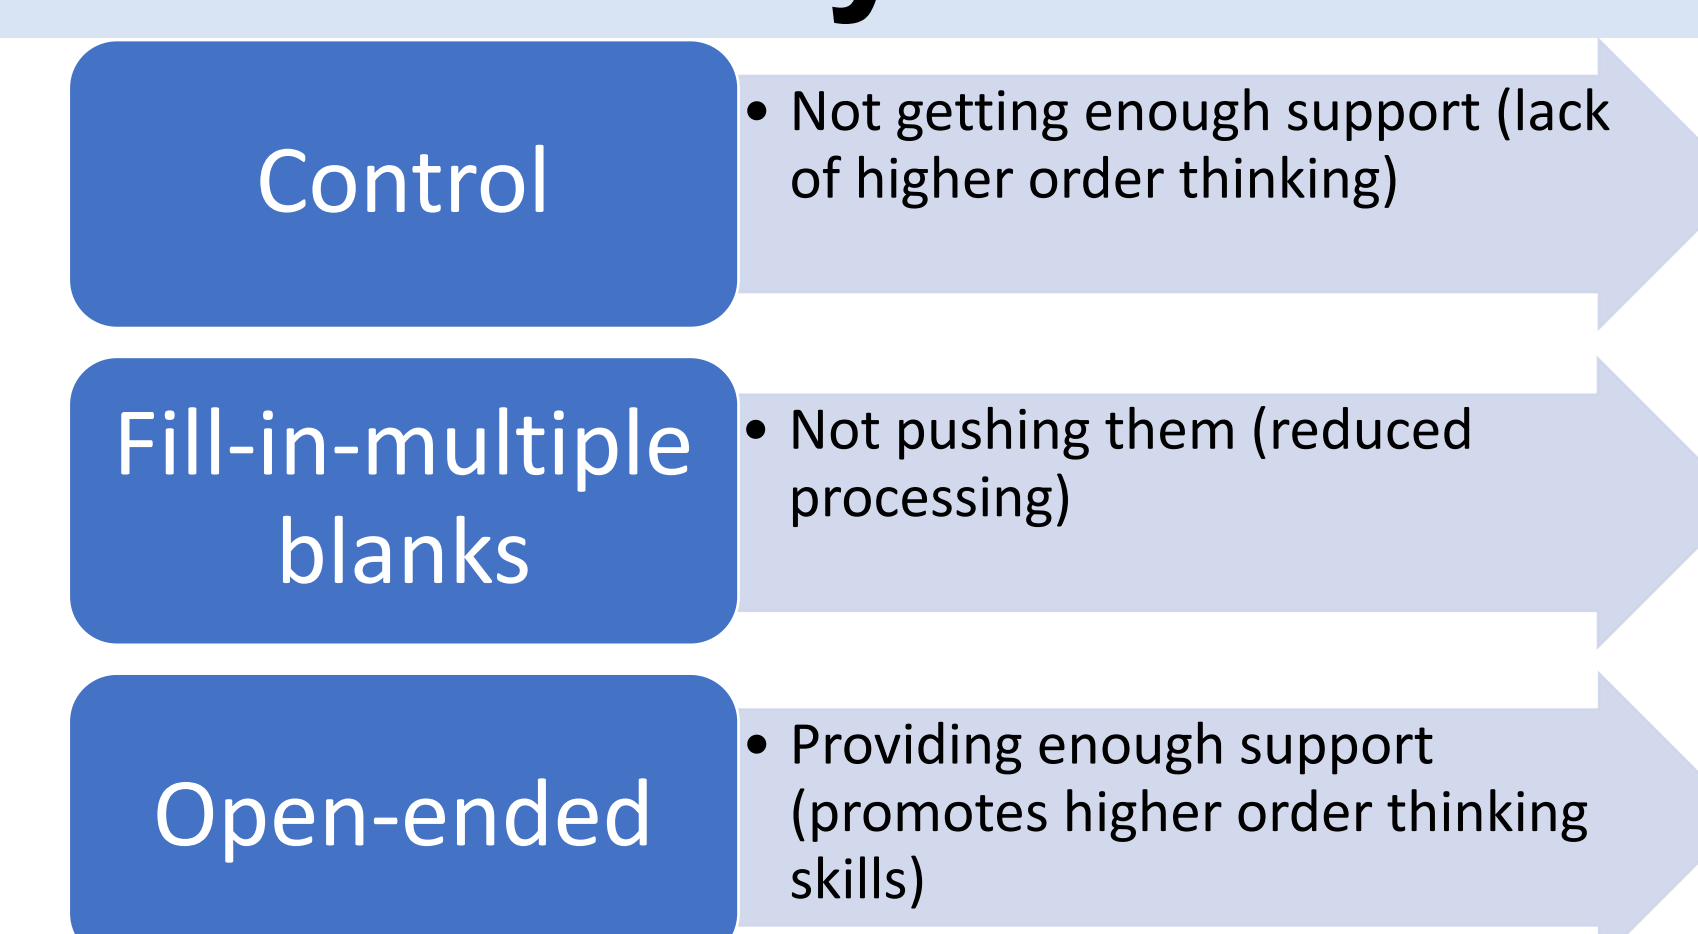 Control
• Not getting enough support (lack
of higher order thinking)
Fill-in-multiple
blanks
• Not pushing them (reduced
processing)
Open-ended
• Providing enough support
(promotes higher order thinking
skills)